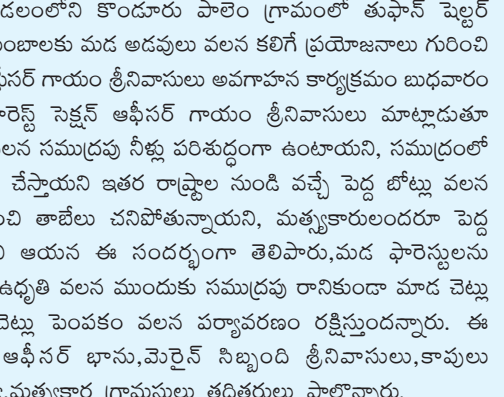 డలంలోని కొండూరు పాలెం గ్రామంలో తుఫాన్ షెల్టర్
ంబాలకు మడ అడవులు వలన కలిగే ప్రయోజనాలు గురించి
ఫీసర్ గాయం శ్రీనివాసులు అవగాహన కార్యక్రమం బుధవారం
ారెస్ట్ సెక్షన్ ఆఫీసర్ గాయం శ్రీనివాసులు మాట్లాడుతూ
లన సముద్రపు నీళ్లు పరిశుద్ధంగా ఉంటాయని, సముద్రంలో
చేస్తాయని ఇతర రాష్ట్రాల నుండి వచ్చే పెద్ద బోట్లు వలన
ంచి తాబేలు చనిపోతున్నాయని, మత్స్యకారులందరూ పెద్ద
ఆయన ఈ సందర్భంగా తెలిపారు,మడ ఫారెస్టులను
ఉధృతి వలన ముందుకు సముద్రపు రానికుండా మాడ చెట్లు
చెట్లు పెంపకం వలన పర్యావరణం రక్షిస్తుందన్నారు. ఈ
ఆఫీసర్ భాను,మెరైన్ సిబ్బంది శ్రీనివాసులు,కావులు
,మత్స్యకార గ్రామస్తులు తదితరులు పాల్గొన్నారు.